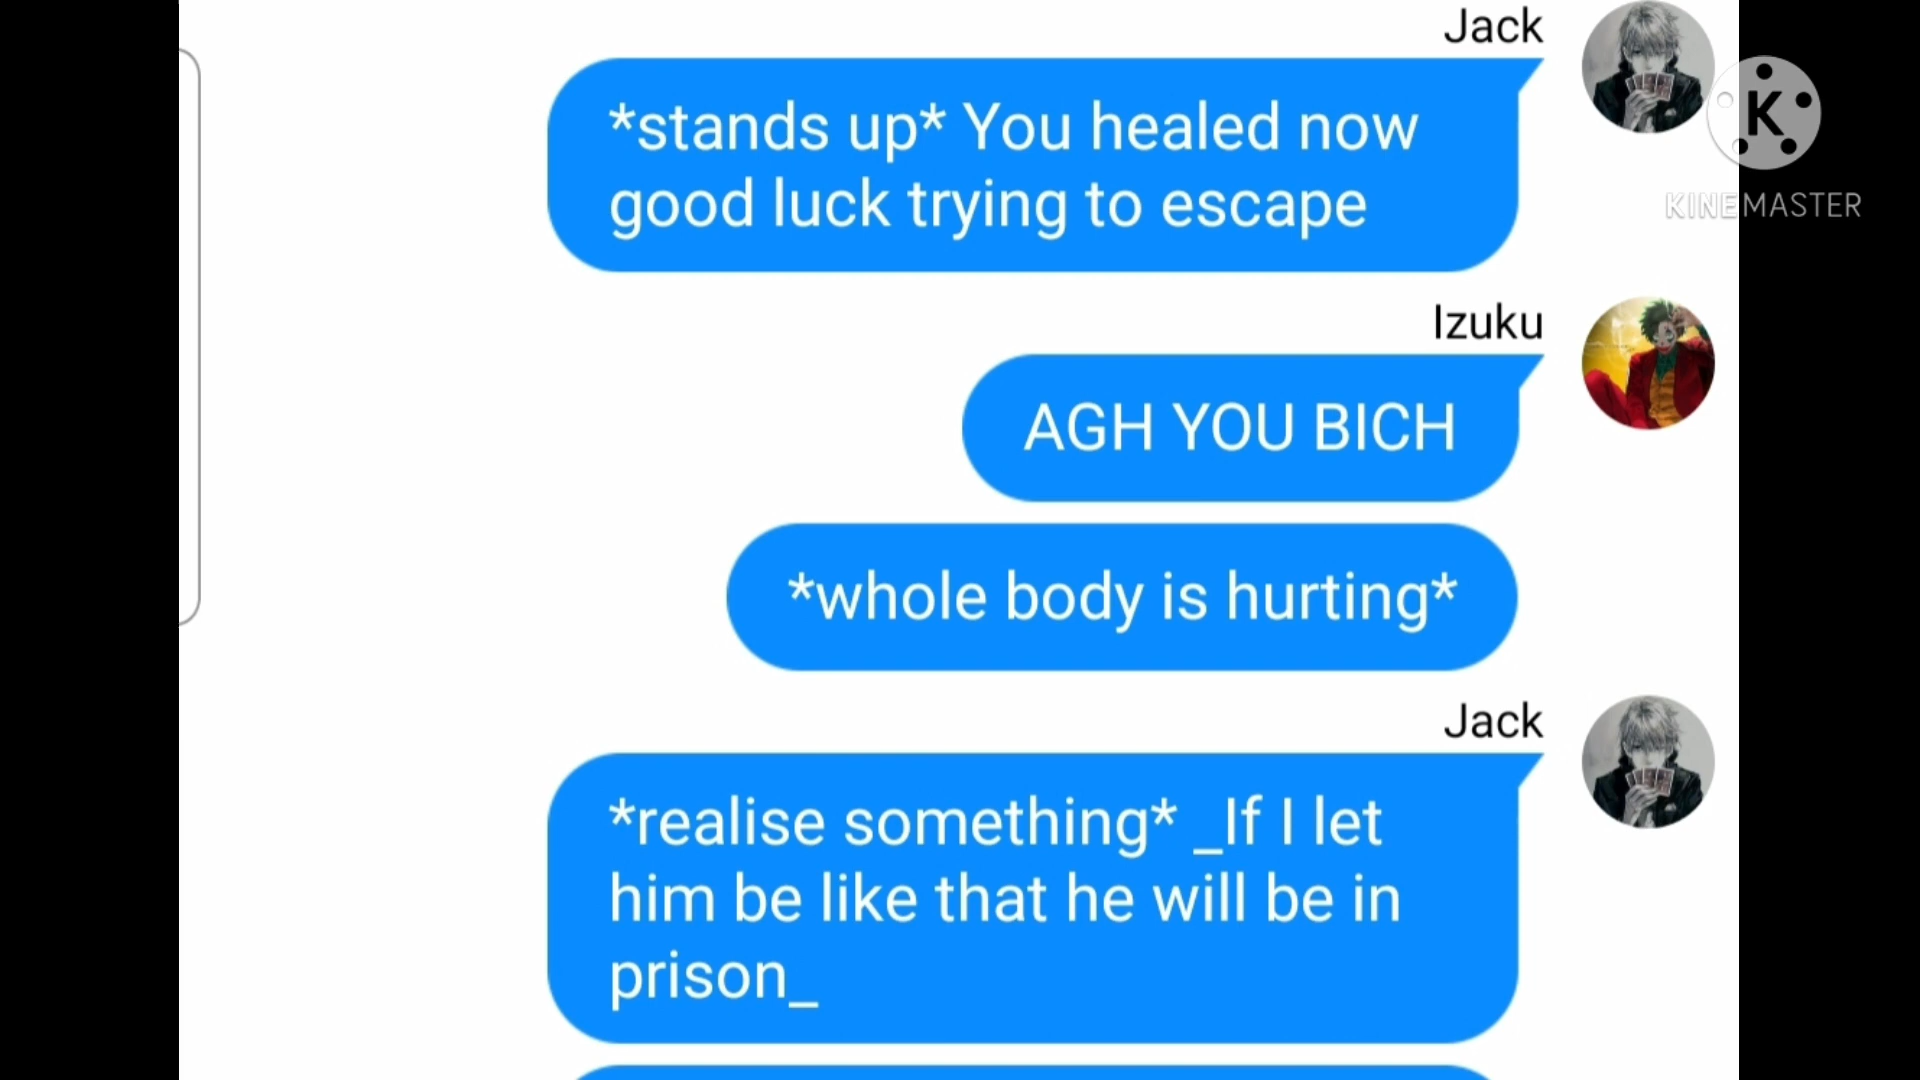 Jack
*stands up* You healed now
good luck trying to escape
K
KINEMASTER
Izuku
AGH YOU BICH
*whole body is hurting*
Jack
*realise something* _If I let
him be like that he will be in
prison_